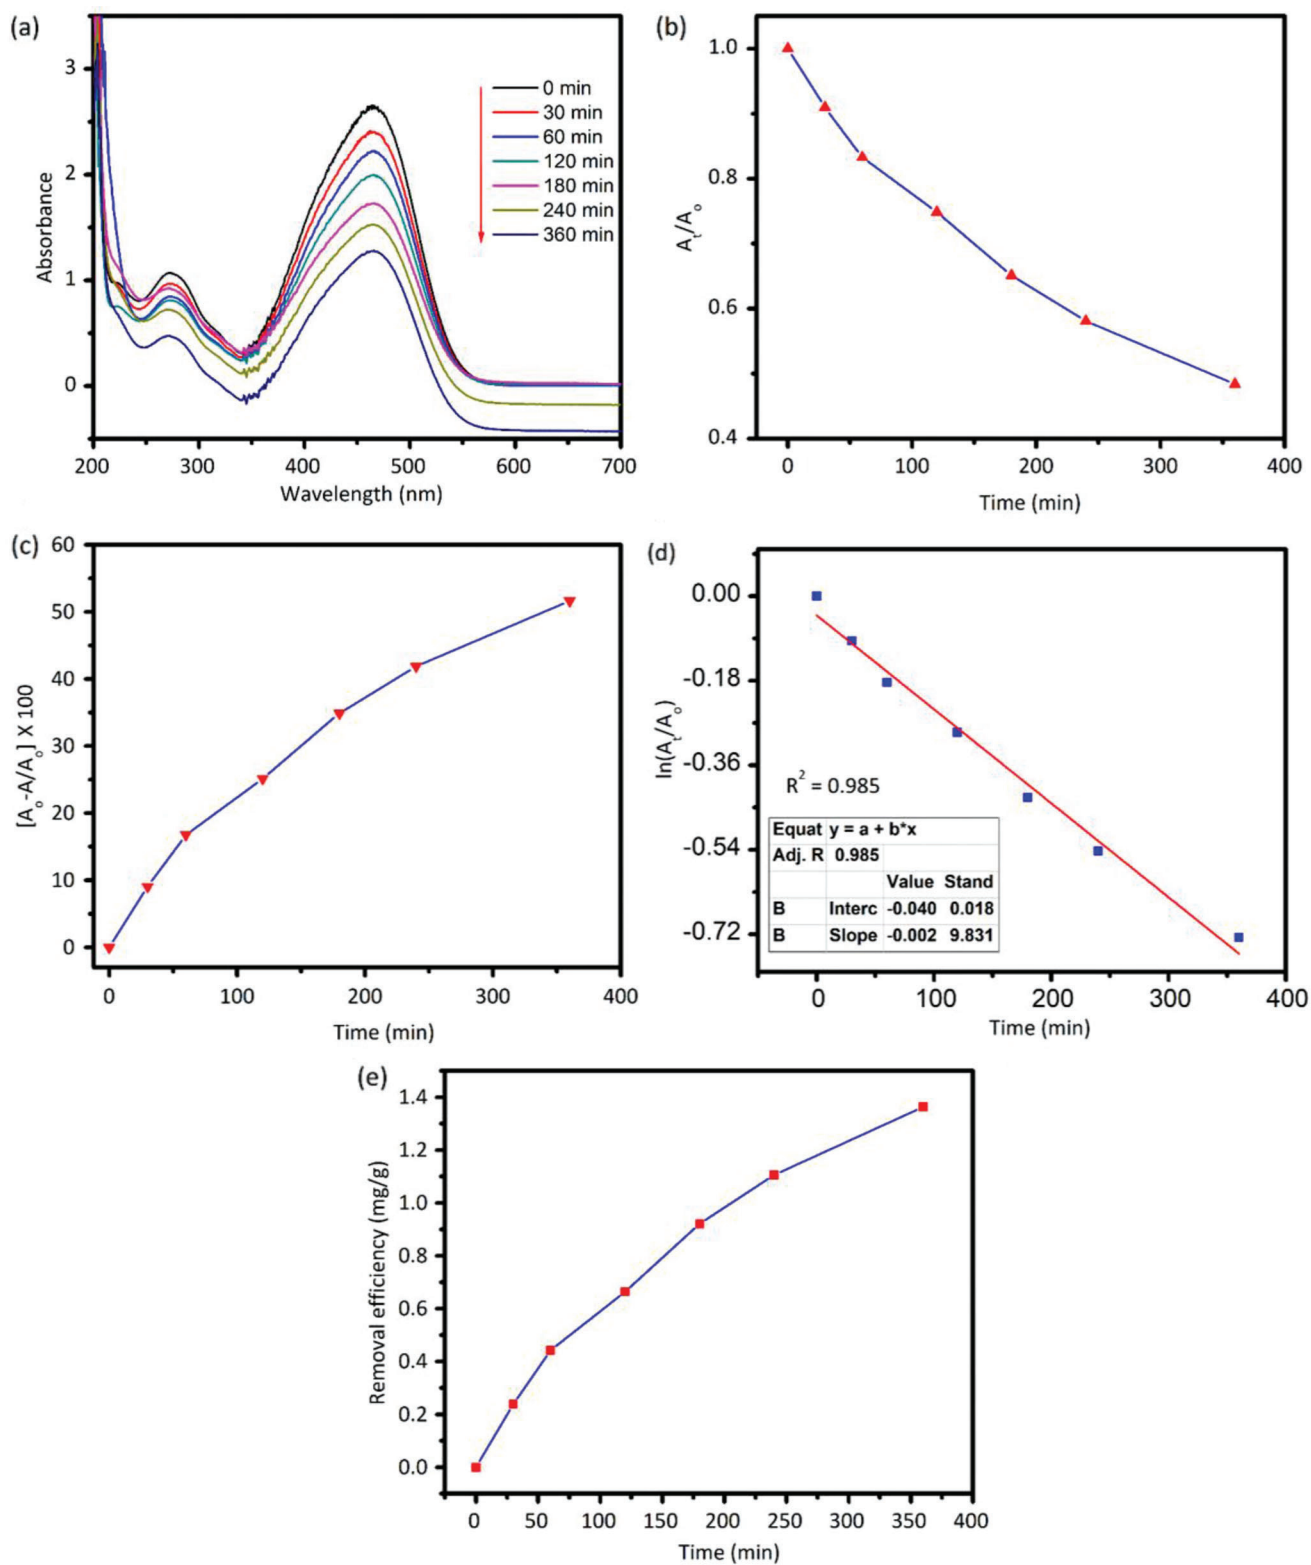 (a)
3
2
1
0
Absorbance
0 min
30 min
60 min
120 min
180 min
240 min
360 min
200 300 400 500 600 700
Wavelength (nm)
(b)
1.0
0.8
0.6
0.4
At/Ao
0 100 200 300 400
Time (min)
(c)
60
50
40
30
20
10
0
[Ao-A/Ao] X 100
0 100 200 300 400
Time (min)
(d)
0.00
-0.18
-0.36
-0.54
-0.72
ln(At/Ao)
R2 = 0.985
Equat y = a + b*x
Adj. R 0.985
Value Stand
B Interc -0.040 0.018
B Slope -0.002 9.831
0 100 200 300 400
Time (min)
(e)
1.4
1.2
1.0
0.8
0.6
0.4
0.2
0.0
Removal efficiency (mg/g)
0 50 100 150 200 250 300 350 400
Time (min)